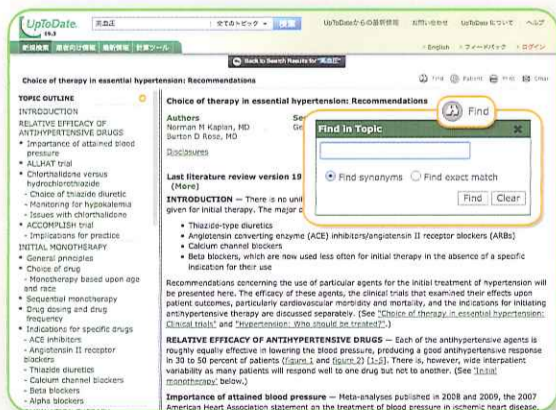 UpToDate®
19.3
高血圧
全てのトピック
検索
UpToDateからの最新情報 お問い合わせ UpToDate について ヘルプ
新規検索 患者向け情報 最新情報 計算ツール
English フィードバック ログイン
Back to Search Results for "高血圧"
Choice of therapy in essential hypertension: Recommendations
Find Patient Print Email
TOPIC OUTLINE
INTRODUCTION
RELATIVE EFFICACY OF
ANTIHYPERTENSIVE DRUGS
• Importance of attained blood
pressure
• ALLHAT trial
• Chlorthalidone versus
hydrochlorothiazide
- Choice of thiazide diuretic
- Monitoring for hypokalemia
- Issues with chlorthalidone
• ACCOMPLISH trial
- Implications for practice
INITIAL MONOTHERAPY
• General principles
• Choice of drug
- Monotherapy based upon age
and race
• Sequential monotherapy
• Drug dosing and drug
frequency
• Indications for specific drugs
- ACE inhibitors
- Angiotensin II receptor
blockers
- Thiazide diuretics
- Calcium channel blockers
- Beta blockers
- Alpha blockers
Choice of therapy in essential hypertension: Recommendations
Authors
Norman M Kaplan, MD
Burton D Rose, MD
Disclosures
Find
Find in Topic
Find synonyms Find exact match
Find Clear
Last literature review version 19
(More)
INTRODUCTION — There is no uni
given for initial therapy. The major c
• Thiazide-type diuretics
• Angiotensin converting enzyme (ACE) inhibitors/angiotensin II receptor blockers (ARBs)
• Calcium channel blockers
• Beta blockers, which are now used less often for initial therapy in the absence of a specific
indication for their use
Recommendations concerning the use of particular agents for the initial treatment of hypertension will
be presented here. The efficacy of these agents, the clinical trials that examined their effects upon
patient outcomes, particularly cardiovascular morbidity and mortality, and the indications for initiating
antihypertensive therapy are discussed separately. (See "Choice of therapy in essential hypertension:
Clinical trials" and "Hypertension: Who should be treated?".)
RELATIVE EFFICACY OF ANTIHYPERTENSIVE DRUGS — Each of the antihypertensive agents is
roughly equally effective in lowering the blood pressure, producing a good antihypertensive response
in 30 to 50 percent of patients (figure 1 and figure 2) [1-5]. There is, however, wide interpatient
variability as many patients will respond well to one drug but not to another. (See 'Initial
monotherapy' below.)
Importance of attained blood pressure — Meta-analyses published in 2008 and 2009, the 2007
American Heart Association statement on the treatment of blood pressure in ischemic heart disease,